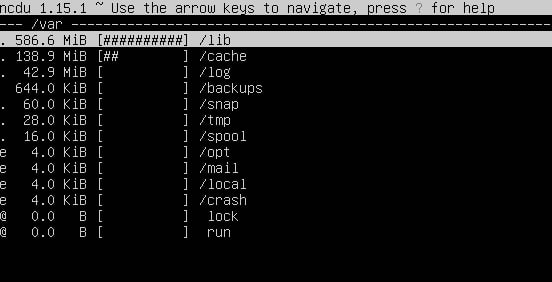 ncdu 1.15.1 ~ Use the arrow keys to navigate, press ? for help
--- /var ------------------------------------------------------
. 586.6 MiB [##########] /lib
. 138.9 MiB [##        ] /cache
.  42.9 MiB [          ] /log
  644.0 KiB [          ] /backups
.  60.0 KiB [          ] /snap
.  28.0 KiB [          ] /tmp
.  16.0 KiB [          ] /spool
e   4.0 KiB [          ] /opt
e   4.0 KiB [          ] /mail
e   4.0 KiB [          ] /local
e   4.0 KiB [          ] /crash
@   0.0   B [          ]  lock
@   0.0   B [          ]  run